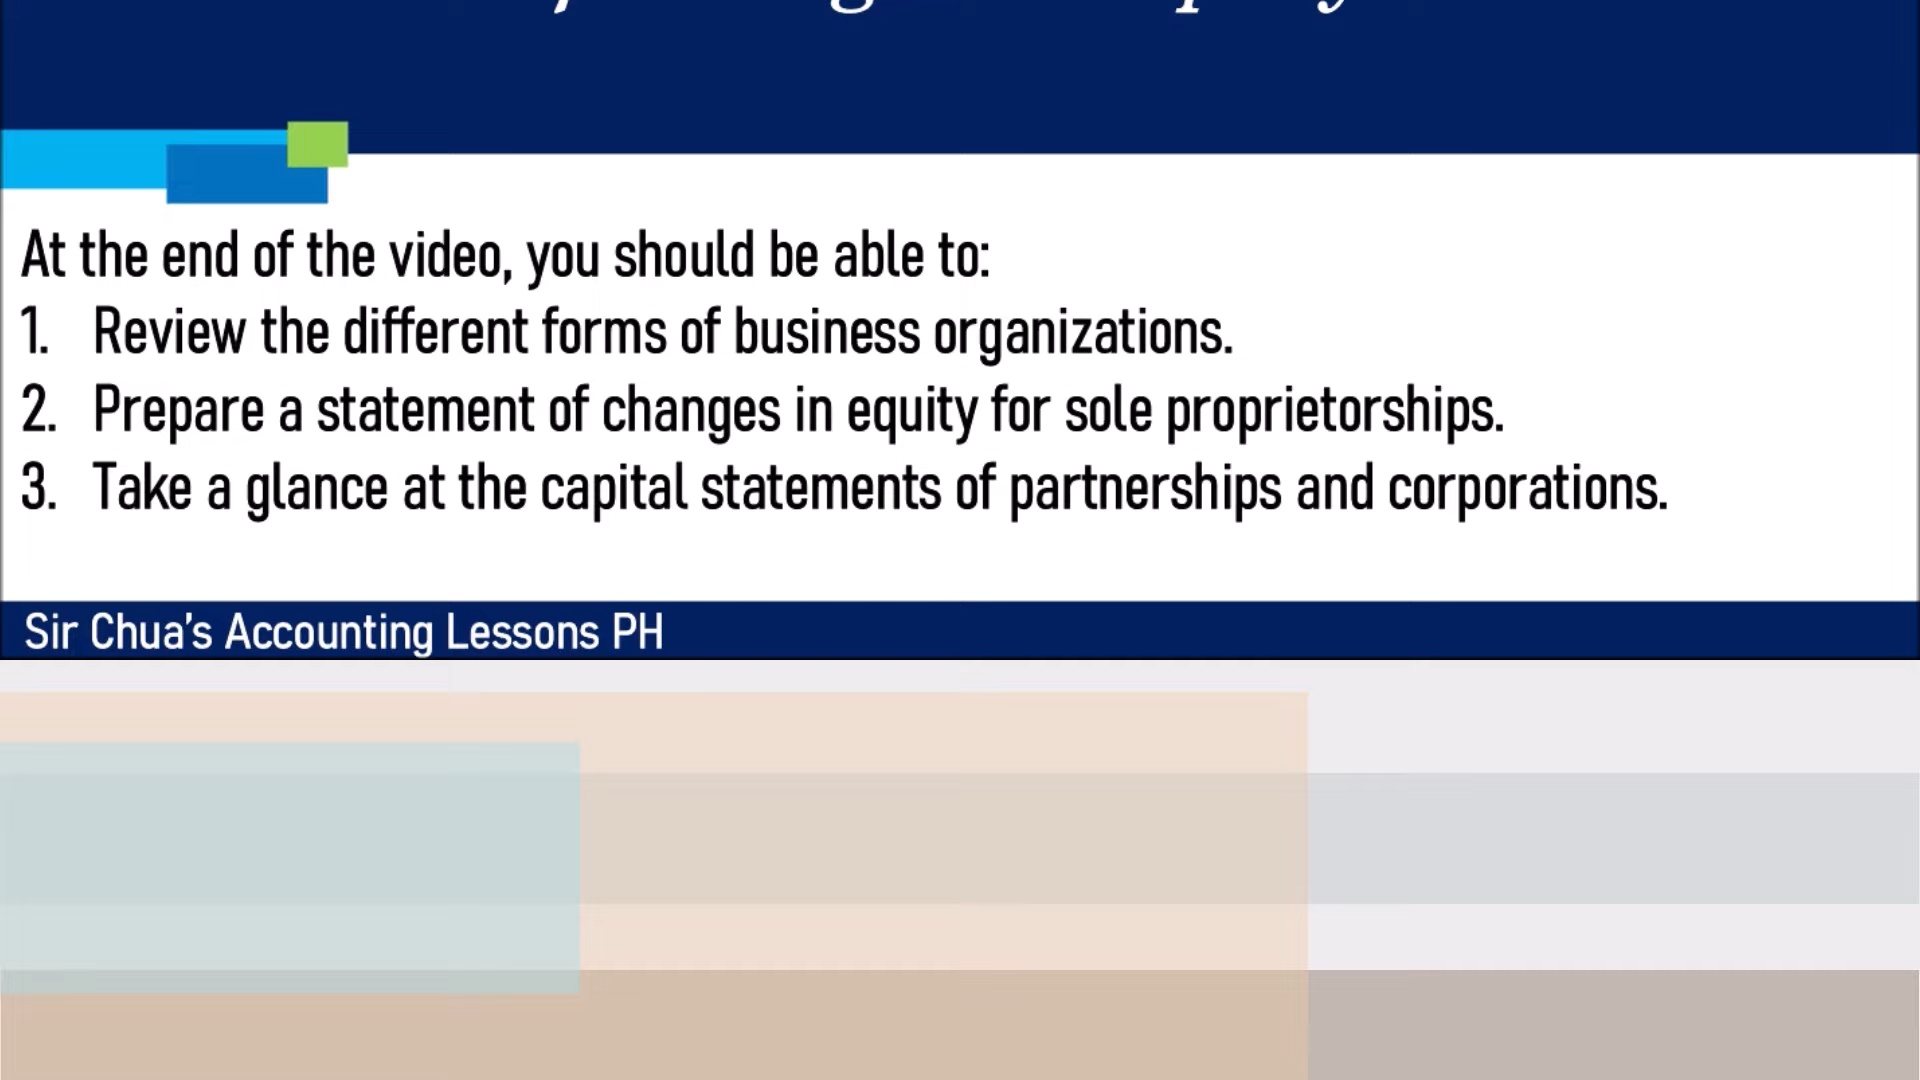 At the end of the video, you should be able to:
1. Review the different forms of business organizations.
2. Prepare a statement of changes in equity for sole proprietorships.
3. Take a glance at the capital statements of partnerships and corporations.
Sir Chua's Accounting Lessons PH